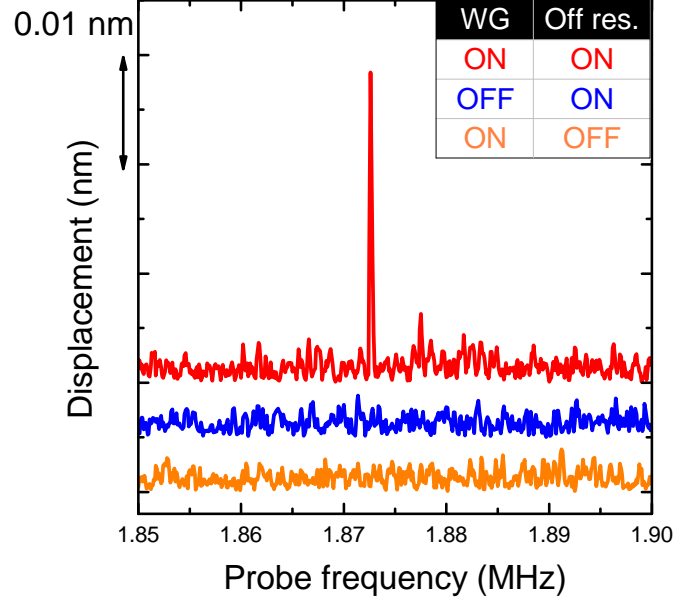 0.01 nm
WG Off res.
ON ON
OFF ON
ON OFF
Displacement (nm)
1.85 1.86 1.87 1.88 1.89 1.90
Probe frequency (MHz)